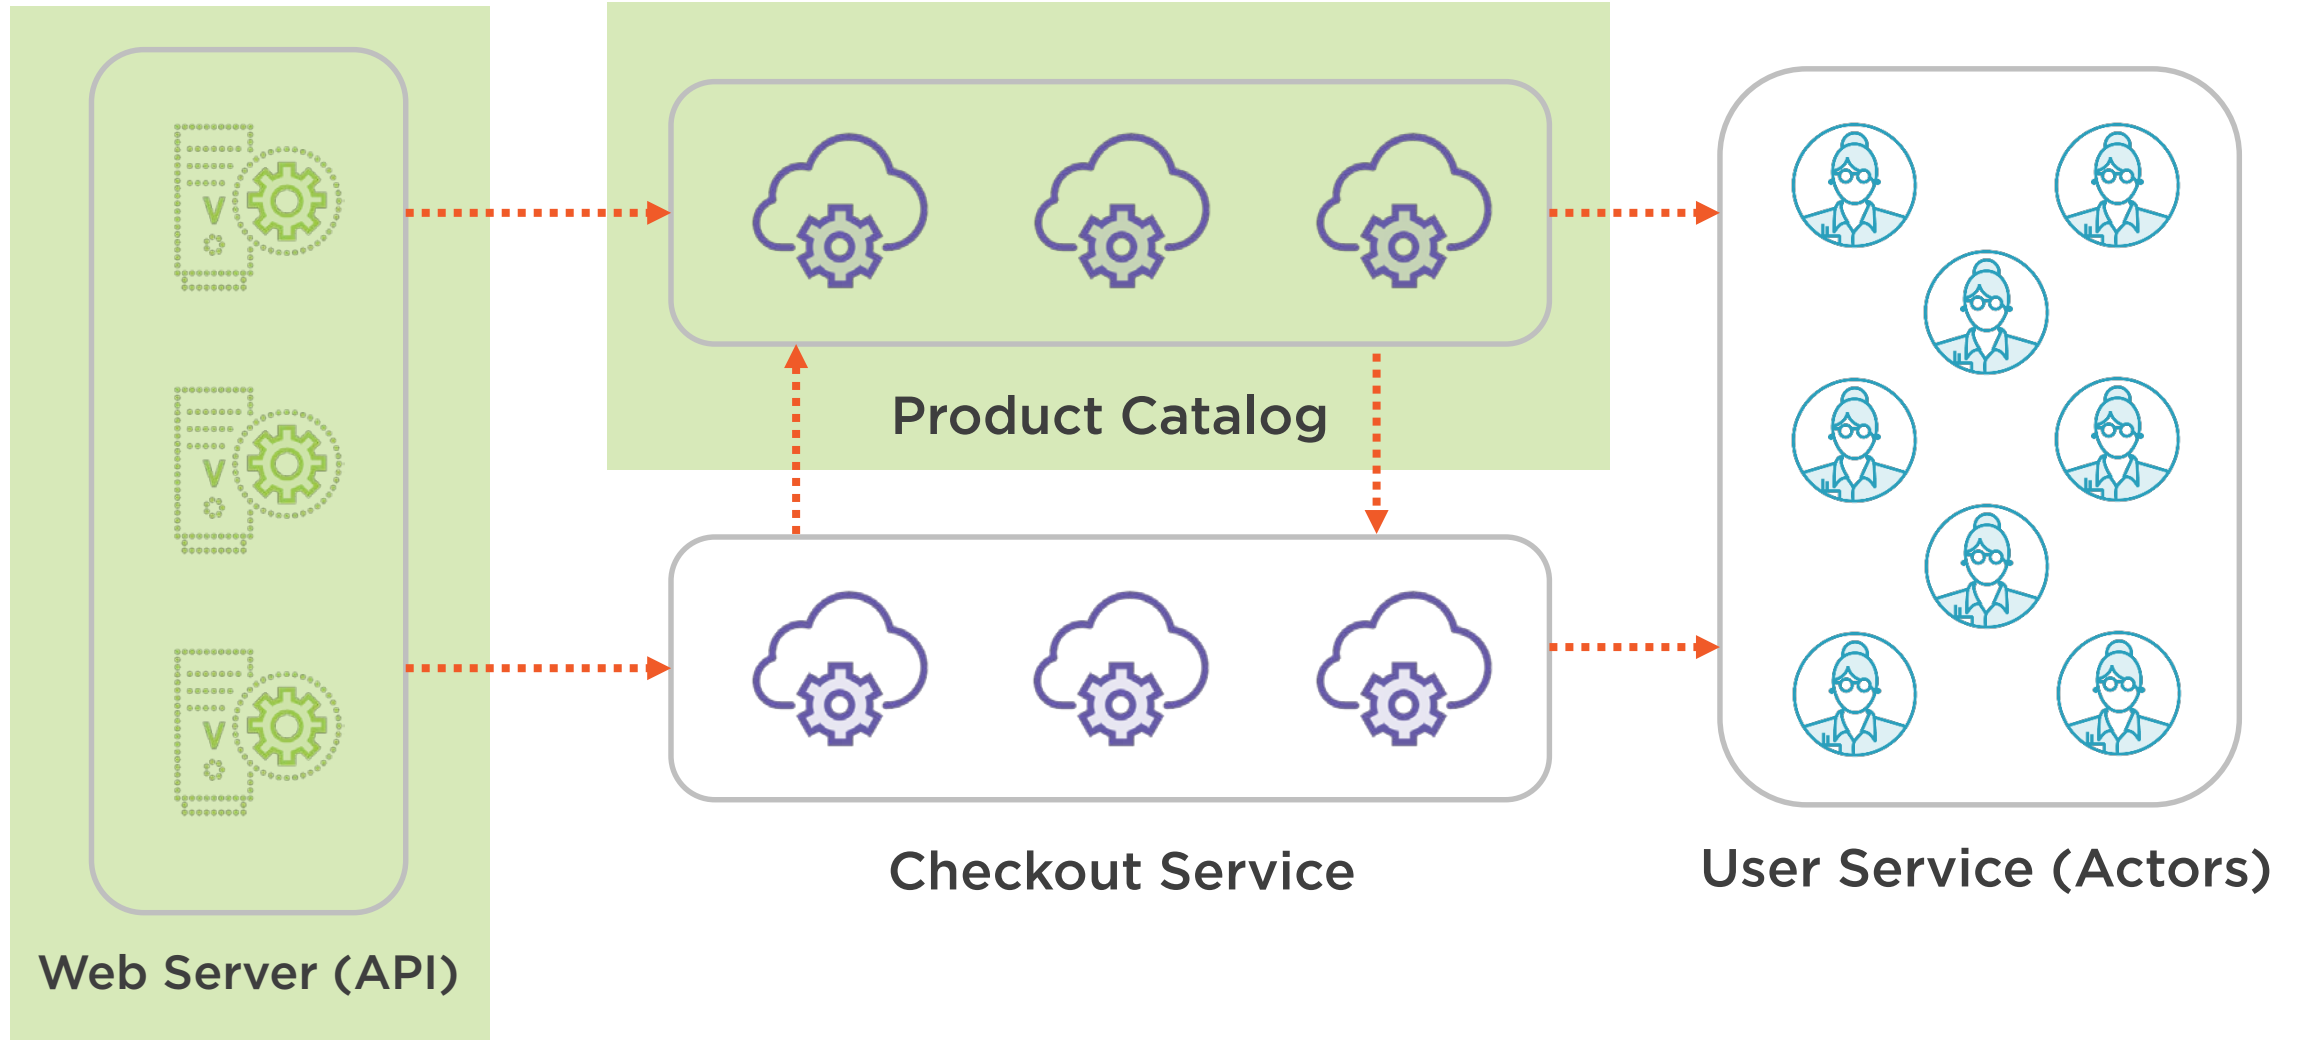 Product Catalog
Checkout Service
User Service (Actors)
Web Server (API)